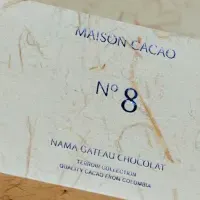 MAISON CACAO
Nº 8
NAMA GATEAU CHOCOLAT
TERROIR COLLECTION
QUALITY CACAO FROM COLOMBIA